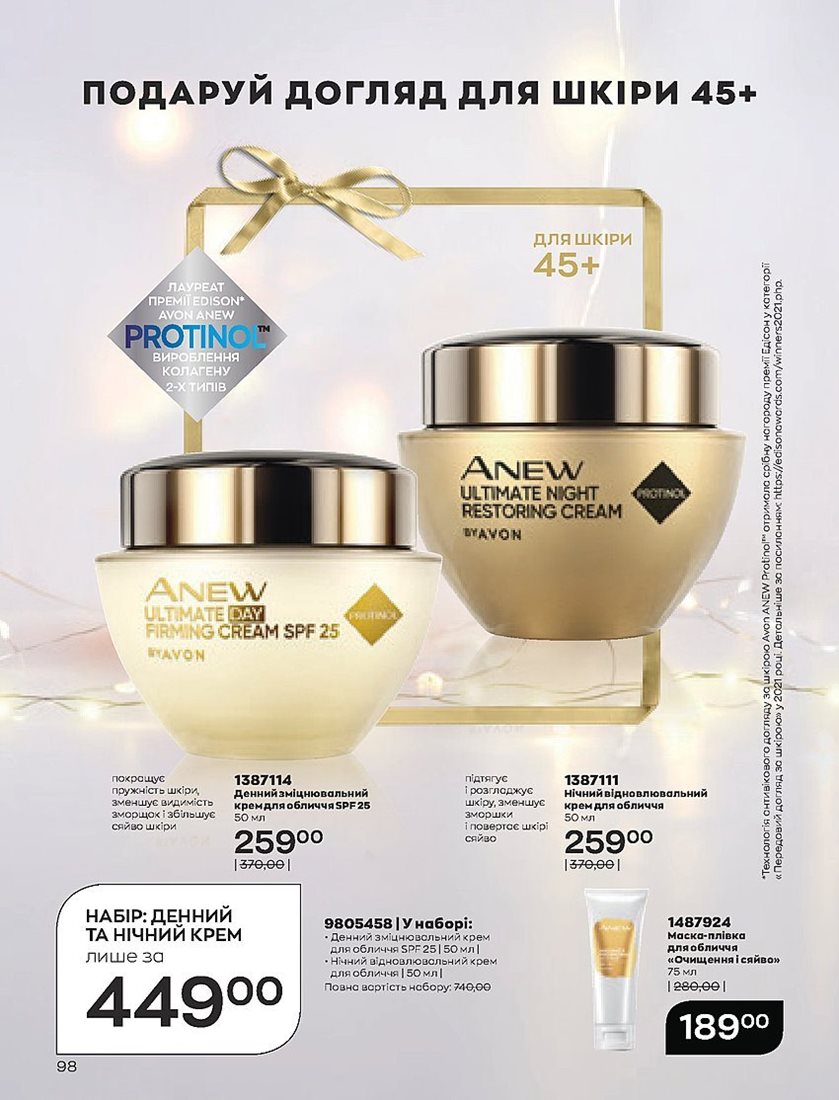 ПОДАРУЙ ДОГЛЯД ДЛЯ ШКІРИ 45+
ДЛЯ ШКІРИ
45+
ЛАУРЕАТ
ПРЕМІЇ EDISON*
AVON ANEW
PROTINOL™
ВИРОБЛЕННЯ
КОЛАГЕНУ
2-Х ТИПІВ
ANEW
ULTIMATE NIGHT
RESTORING CREAM
BY AVON
PROTINOL
ANEW
ULTIMATE DAY
FIRMING CREAM SPF 25
BY AVON
PROTINOL
*Технологія антивікового догляду за шкірою Avon ANEW Protinol™ отримала срібну нагороду премії Едісон у категорії
«Передовий догляд за шкірою» у 2021 році. Детальніше за посиланням: https://edisonawards.com/winners2021.php.
покращує
пружність шкіри,
зменшує видимість
зморщок і збільшує
сяйво шкіри
1387114
Денний зміцнювальний
крем для обличчя SPF 25
50 мл
259⁰⁰
| 370,00 |
підтягує
і розгладжує
шкіру, зменшує
зморшки
і повертає шкірі
сяйво
1387111
Нічний відновлювальний
крем для обличчя
50 мл
259⁰⁰
| 370,00 |
НАБІР: ДЕННИЙ
ТА НІЧНИЙ КРЕМ
лише за
449⁰⁰
9805458 | У наборі:
• Денний зміцнювальний крем
для обличчя SPF 25 | 50 мл |
• Нічний відновлювальний крем
для обличчя | 50 мл |
Повна вартість набору: 740,00
ANEW
1487924
Маска-плівка
для обличчя
«Очищення і сяйво»
75 мл
| 280,00 |
189⁰⁰
98